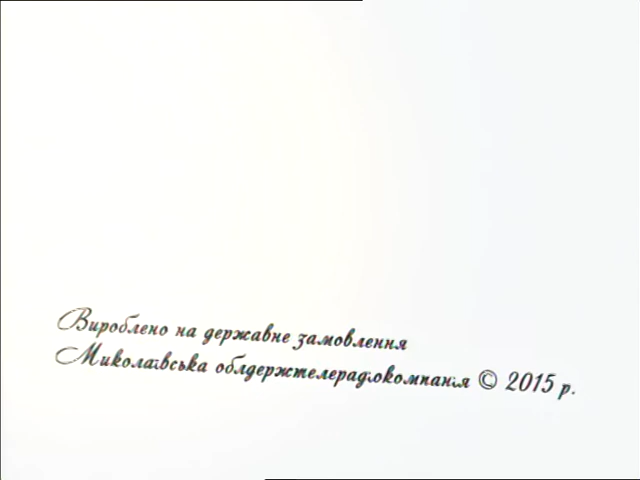 Вироблено на державне замовлення
Миколаївська облдержтелерадіокомпанія © 2015 р.